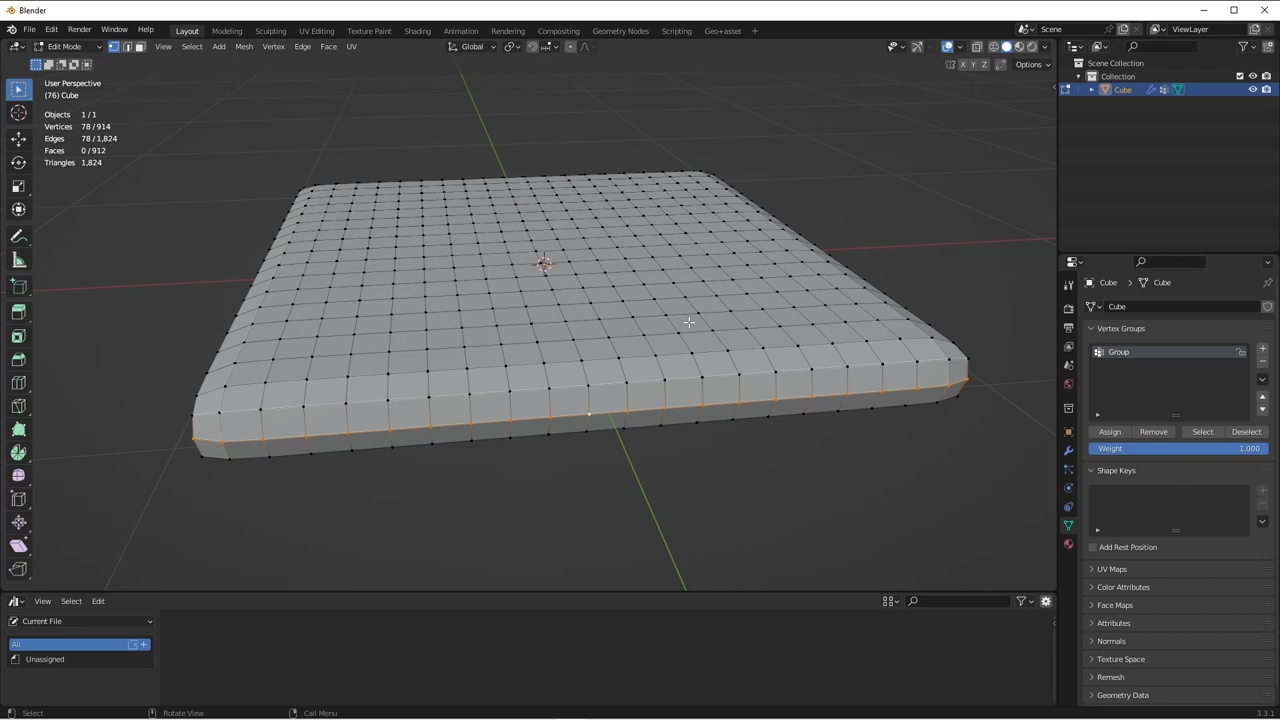 Blender
File Edit Render Window Help Layout Modeling Sculpting UV Editing Texture Paint Shading Animation Rendering Compositing Geometry Nodes Scripting Geo+asset + Scene ViewLayer
Edit Mode View Select Add Mesh Vertex Edges Face UV Global
X Y Z Options
User Perspective
(76) Cube
Objects 1/1
Vertices 78/914
Edges 78/1,824
Faces 0/912
Triangles 1,824
Scene Collection
Collection
Cube
Cube > Cube
Cube
Vertex Groups
Group
Assign Remove Select Deselect
Weight 1.000
Shape Keys
Add Rest Position
UV Maps
Color Attributes
Face Maps
Attributes
Normals
Texture Space
Remesh
Geometry Data
View Select Edit
Current File
All
Unassigned
Select Rotate View Call Menu 3.3.1